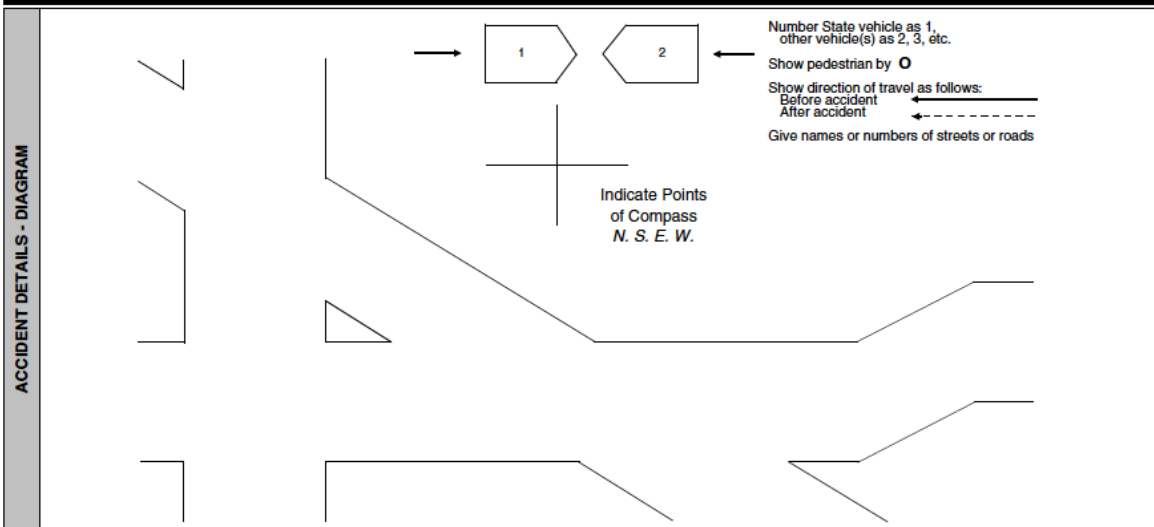 ACCIDENT DETAILS - DIAGRAM
1
2
Number State vehicle as 1,
other vehicle(s) as 2, 3, etc.
Show pedestrian by O
Show direction of travel as follows:
Before accident
After accident
Give names or numbers of streets or roads
Indicate Points
of Compass
N. S. E. W.